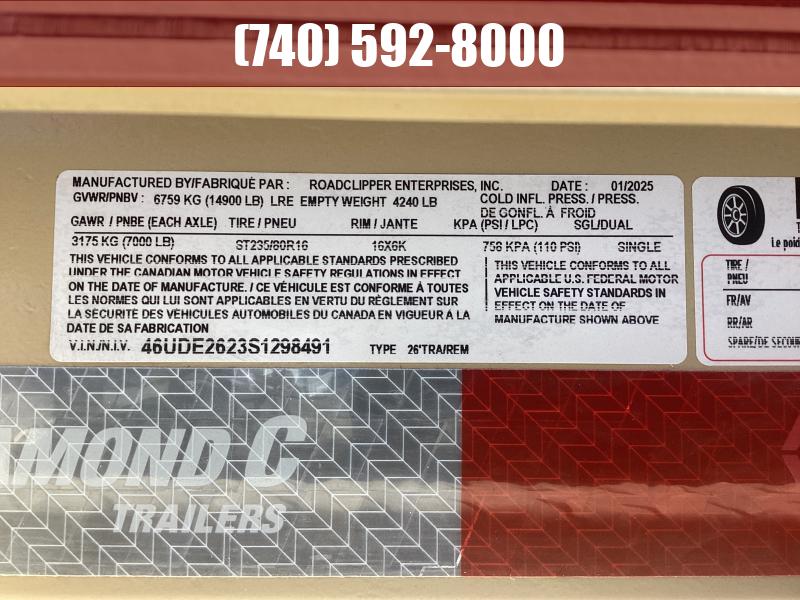 (740) 592-8000
MANUFACTURED BY/FABRIQUÉ PAR : ROADCLIPPER ENTERPRISES, INC. DATE : 01/2025
GVWR/PNBV : 6759 KG (14900 LB) LRE EMPTY WEIGHT 4240 LB COLD INFL. PRESS. / PRESS.
DE GONFL. À FROID
GAWR / PNBE (EACH AXLE) TIRE / PNEU RIM / JANTE KPA (PSI / LPC) SGL/DUAL
3175 KG (7000 LB) ST235/80R16 16X6K 758 KPA (110 PSI) SINGLE
THIS VEHICLE CONFORMS TO ALL APPLICABLE STANDARDS PRESCRIBED
UNDER THE CANADIAN MOTOR VEHICLE SAFETY REGULATIONS IN EFFECT
ON THE DATE OF MANUFACTURE. / CE VÉHICULE EST CONFORME À TOUTES
LES NORMES QUI LUI SONT APPLICABLES EN VERTU DU RÈGLEMENT SUR
LA SÉCURITÉ DES VÉHICULES AUTOMOBILES DU CANADA EN VIGUEUR À LA
DATE DE SA FABRICATION
THIS VEHICLE CONFORMS TO ALL
APPLICABLE U.S. FEDERAL MOTOR
VEHICLE SAFETY STANDARDS IN
EFFECT ON THE DATE OF
MANUFACTURE SHOWN ABOVE
V.I.N./N.I.V. 46UDE2623S1298491 TYPE 26'TRA/REM
Le poid
TIRE /
PNEU
FR/AV
RR/AR
SPARE/DE SECOU
AMOND C
TRAILERS